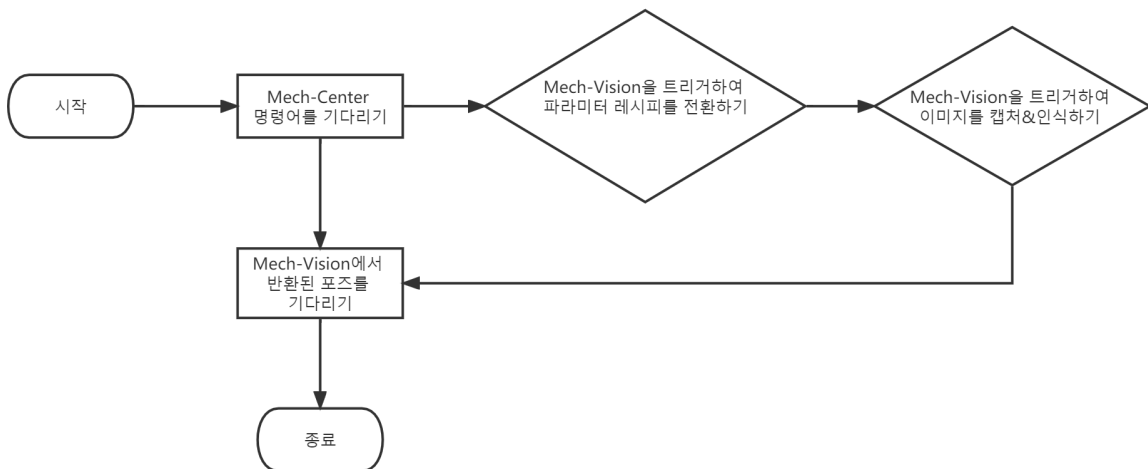 시작
Mech-Center
명령어를 기다리기
Mech-Vision을 트리거하여
파라미터 레시피를 전환하기
Mech-Vision을 트리거하여
이미지를 캡처&인식하기
Mech-Vision에서
반환된 포즈를
기다리기
종료